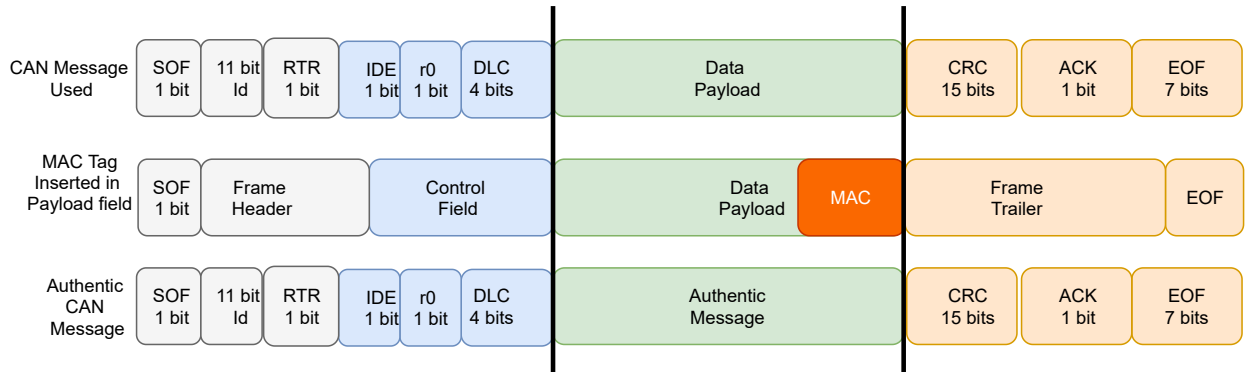 CAN Message
Used
SOF
1 bit
11 bit
Id
RTR
1 bit
IDE
1 bit
r0
1 bit
DLC
4 bits
Data
Payload
CRC
15 bits
ACK
1 bit
EOF
7 bits
MAC Tag
Inserted in
Payload field
SOF
1 bit
Frame
Header
Control
Field
Data
Payload
MAC
Frame
Trailer
EOF
Authentic
CAN
Message
SOF
1 bit
11 bit
Id
RTR
1 bit
IDE
1 bit
r0
1 bit
DLC
4 bits
Authentic
Message
CRC
15 bits
ACK
1 bit
EOF
7 bits